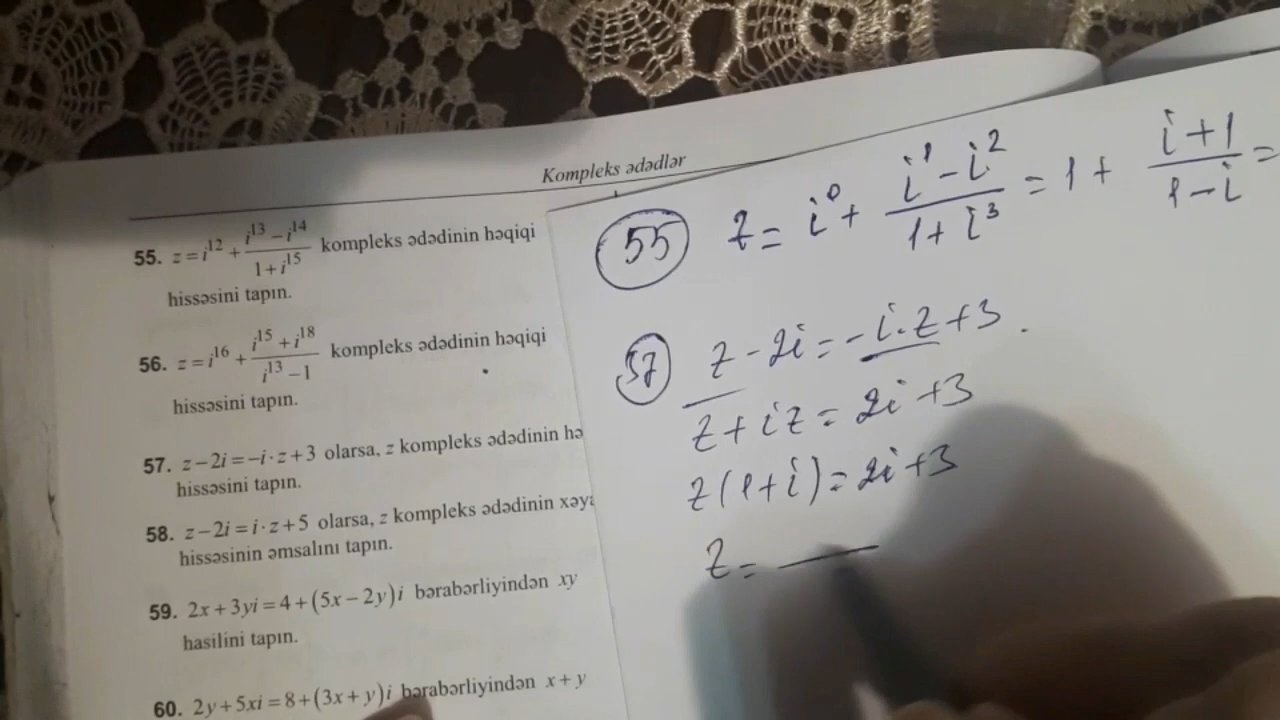 Kompleks ədədlər
55. z = i^12 + (i^13 − i^14)/(1 + i^15) kompleks ədədinin həqiqi
hissəsini tapın.
56. z = i^16 + (i^15 + i^18)/(i^13 − 1) kompleks ədədinin həqiqi
hissəsini tapın.
57. z − 2i = −i · z + 3 olarsa, z kompleks ədədinin hə
hissəsini tapın.
58. z − 2i = i · z + 5 olarsa, z kompleks ədədinin xəya
hissəsinin əmsalını tapın.
59. 2x + 3yi = 4 + (5x − 2y)i bərabərliyindən xy
hasilini tapın.
60. 2y + 5xi = 8 + (3x + y)i bərabərliyindən x + y
55 z = i^0 + (i^1 − i^2)/(1 + i^3) = 1 + (i + 1)/(1 − i) =
57 z − 2i = −i · z + 3
z + iz = 2i + 3
z(1 + i) = 2i + 3
z =